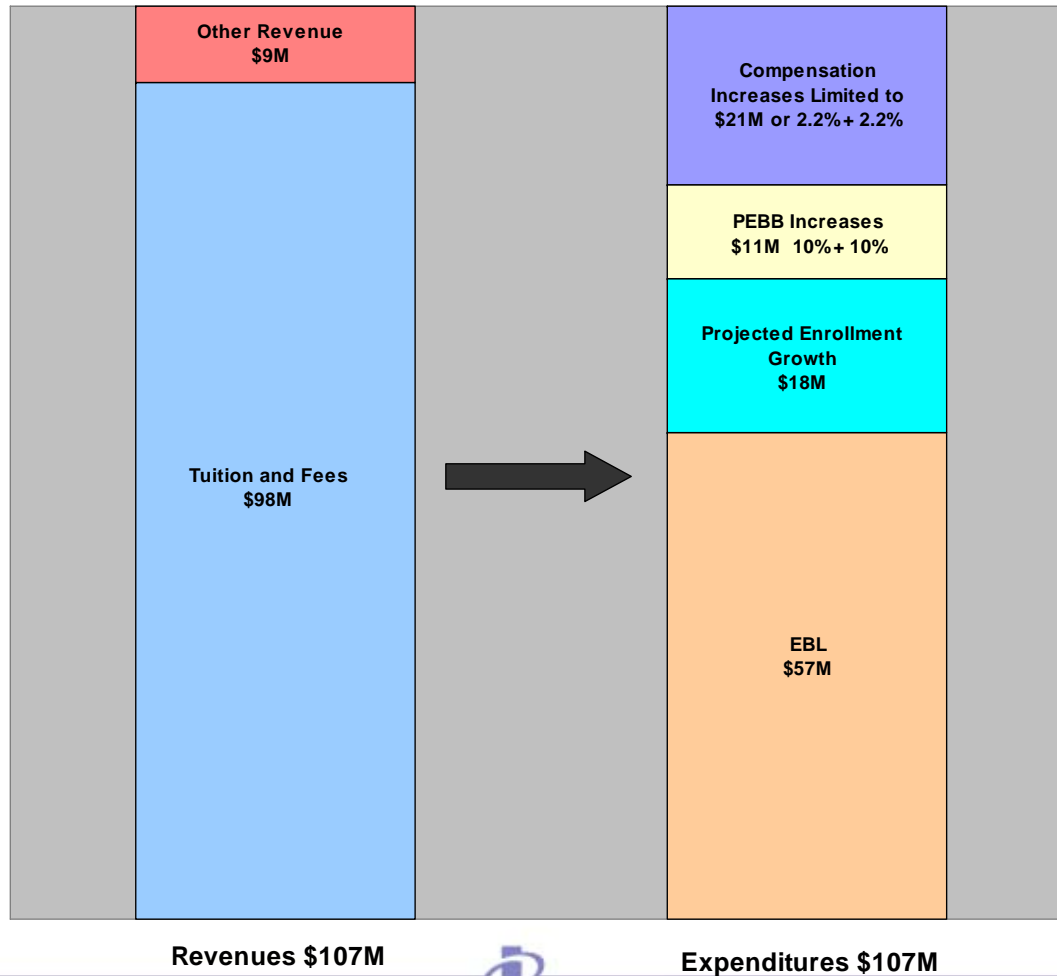 Other Revenue
$9M
Tuition and Fees
$98M
Compensation
Increases Limited to
$21M or 2.2%+ 2.2%
PEBB Increases
$11M 10%+ 10%
Projected Enrollment
Growth
$18M
EBL
$57M
Revenues $107M
Expenditures $107M